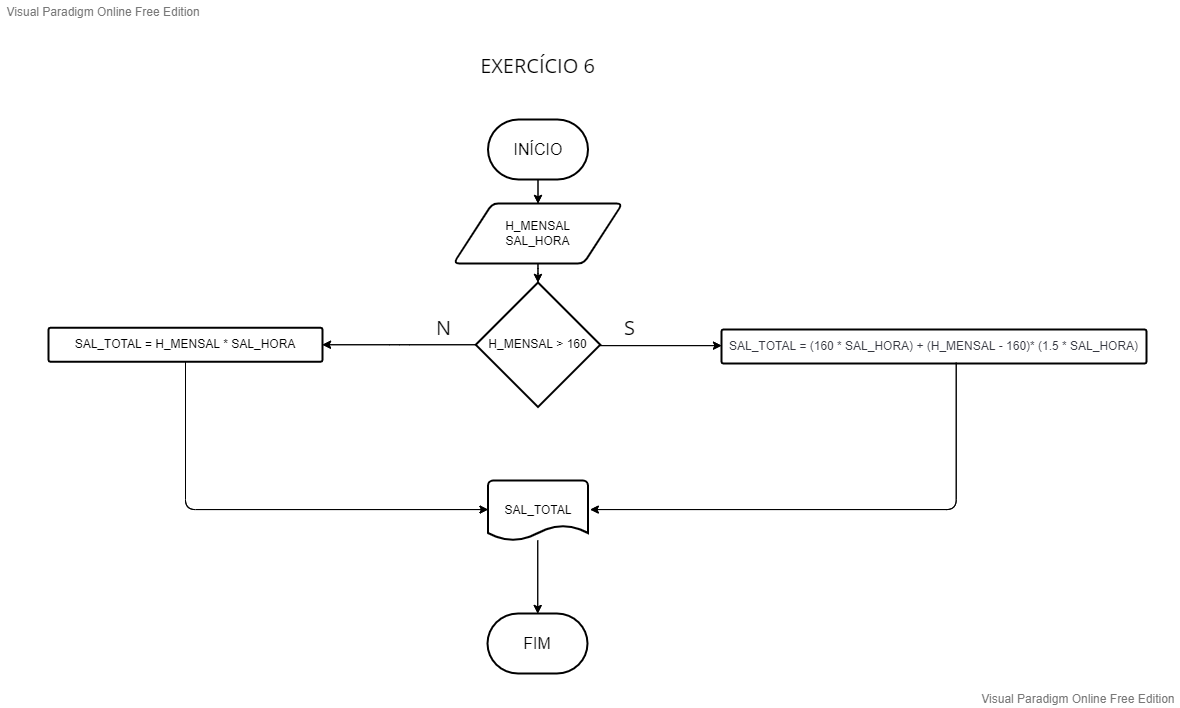 Visual Paradigm Online Free Edition
EXERCÍCIO 6
INÍCIO
H_MENSAL
SAL_HORA
N
S
SAL_TOTAL = H_MENSAL * SAL_HORA
H_MENSAL > 160
SAL_TOTAL = (160 * SAL_HORA) + (H_MENSAL - 160)* (1.5 * SAL_HORA)
SAL_TOTAL
FIM
Visual Paradigm Online Free Edition